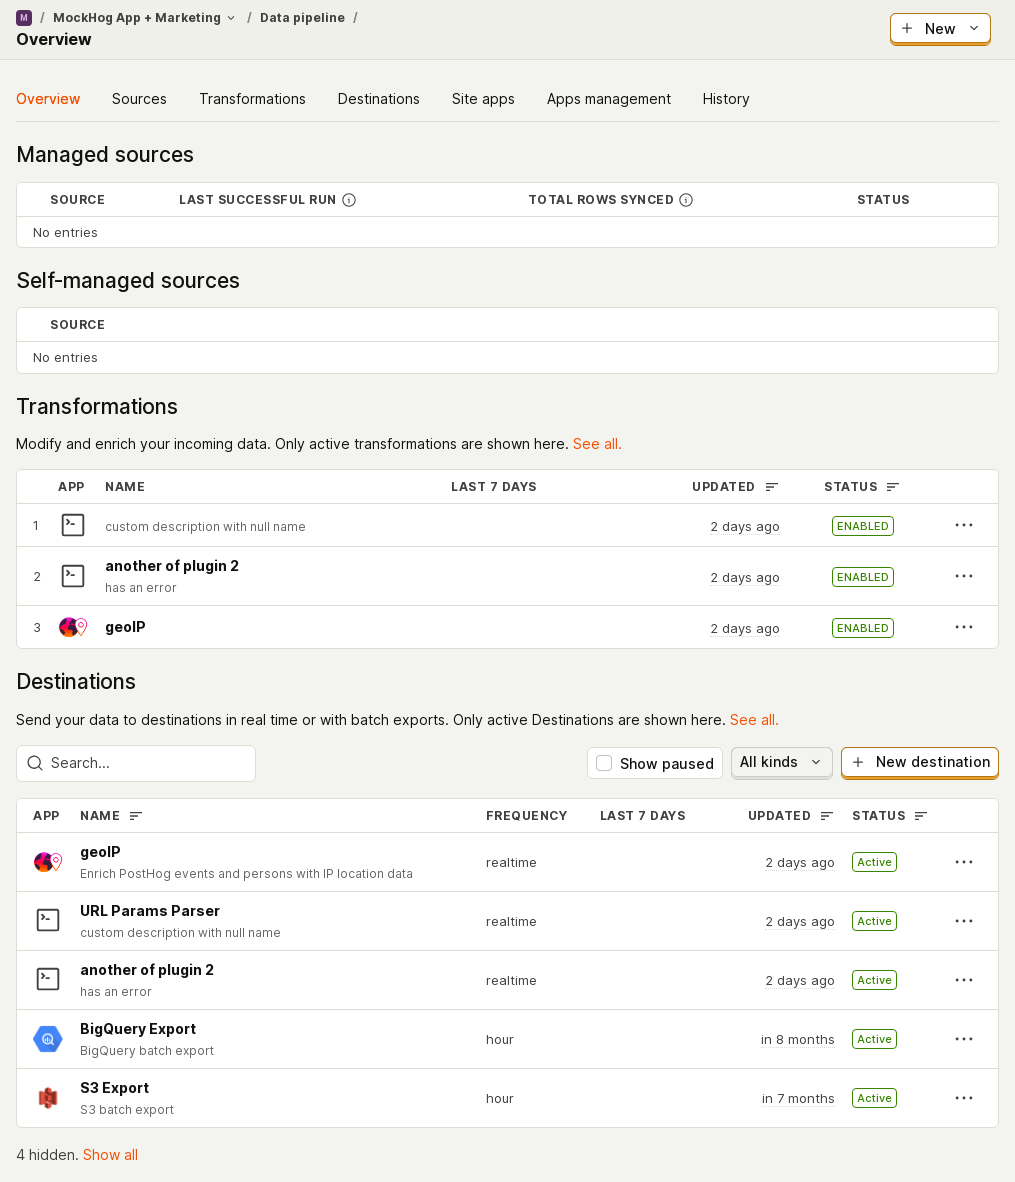 M / MockHog App + Marketing / Data pipeline /
Overview
New
Overview Sources Transformations Destinations Site apps Apps management History
Managed sources
SOURCE LAST SUCCESSFUL RUN TOTAL ROWS SYNCED STATUS
No entries
Self-managed sources
SOURCE
No entries
Transformations
Modify and enrich your incoming data. Only active transformations are shown here. See all.
APP NAME LAST 7 DAYS UPDATED STATUS
1 custom description with null name 2 days ago ENABLED
another of plugin 2
2 2 days ago ENABLED
has an error
3 geoIP 2 days ago ENABLED
Destinations
Send your data to destinations in real time or with batch exports. Only active Destinations are shown here. See all.
Search... Show paused All kinds New destination
APP NAME FREQUENCY LAST 7 DAYS UPDATED STATUS
geoIP
realtime 2 days ago Active
Enrich PostHog events and persons with IP location data
URL Params Parser
realtime 2 days ago Active
custom description with null name
another of plugin 2
realtime 2 days ago Active
has an error
BigQuery Export
hour in 8 months Active
BigQuery batch export
S3 Export
hour in 7 months Active
S3 batch export
4 hidden. Show all